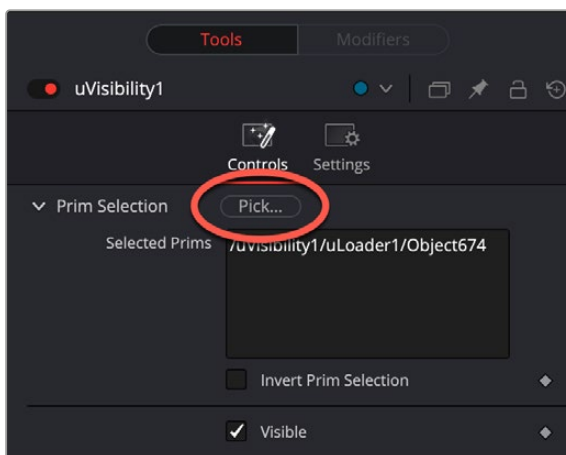 Tools Modifiers
uVisibility1
Controls Settings
Prim Selection Pick...
Selected Prims /uVisibility1/uLoader1/Object674
Invert Prim Selection
Visible